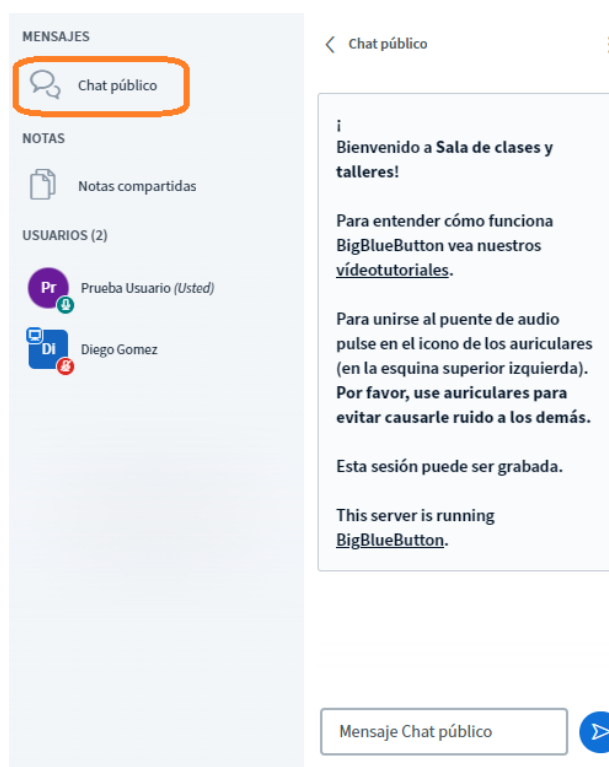 MENSAJES
Chat público
NOTAS
Notas compartidas
USUARIOS (2)
Pr
Prueba Usuario (Usted)
DI
Diego Gomez
Chat público
¡
Bienvenido a Sala de clases y
talleres!
Para entender cómo funciona
BigBlueButton vea nuestros
vídeotutoriales.
Para unirse al puente de audio
pulse en el icono de los auriculares
(en la esquina superior izquierda).
Por favor, use auriculares para
evitar causarle ruido a los demás.
Esta sesión puede ser grabada.
This server is running
BigBlueButton.
Mensaje Chat público